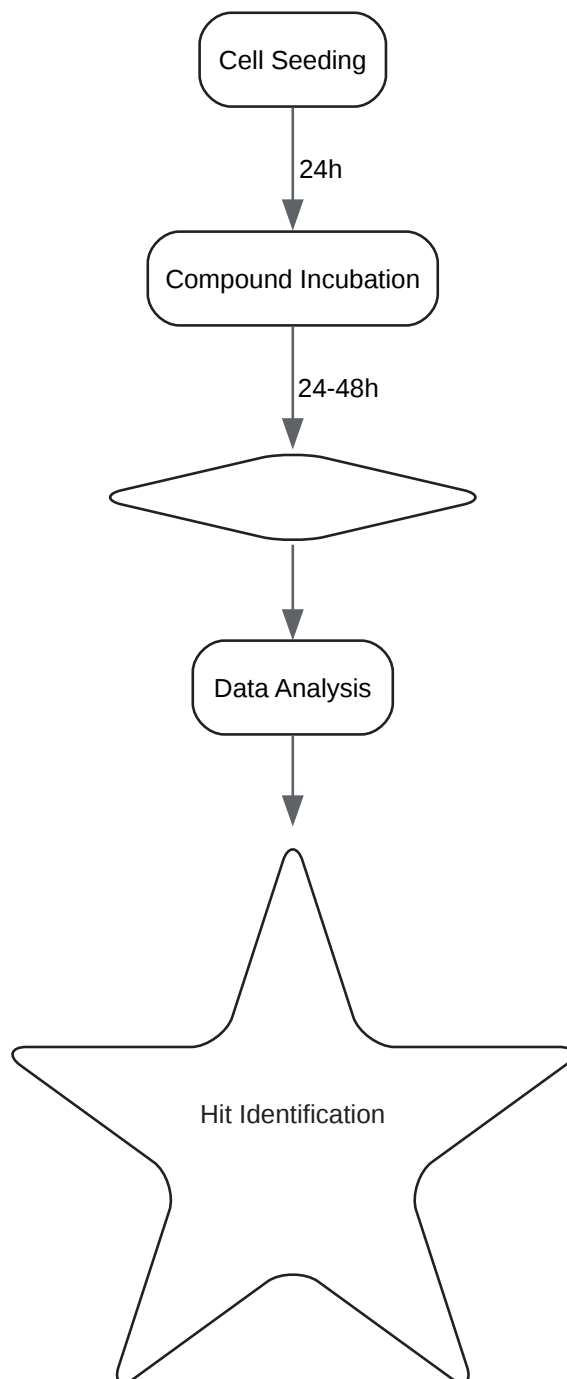 Cell Seeding
24h
Compound Incubation
24-48h
Data Analysis
Hit Identification